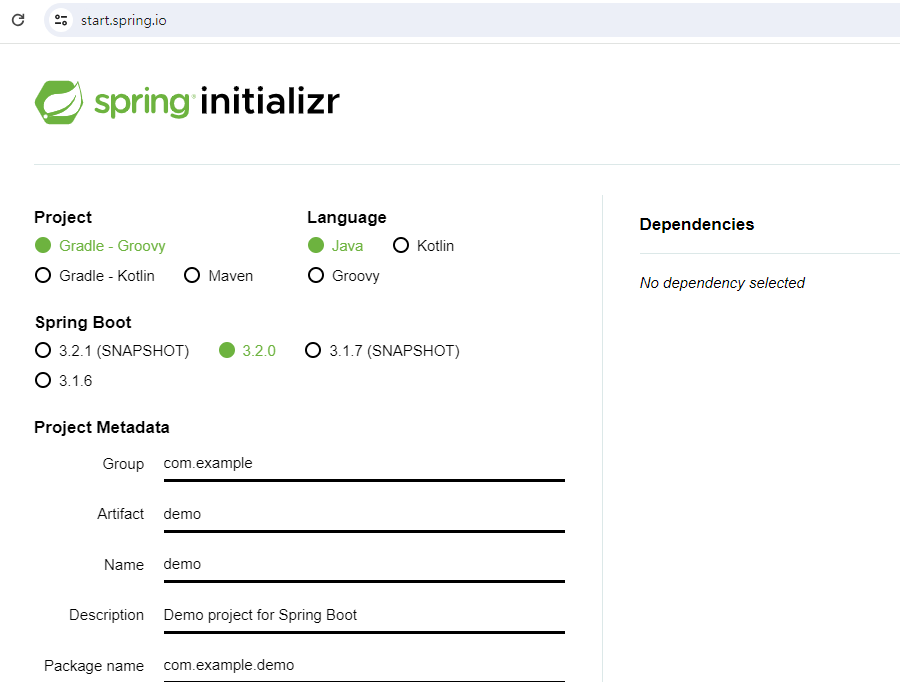 start.spring.io
spring initializr
Project
Gradle - Groovy
Gradle - Kotlin Maven
Language
Java Kotlin
Groovy
Spring Boot
3.2.1 (SNAPSHOT) 3.2.0 3.1.7 (SNAPSHOT)
3.1.6
Project Metadata
Group com.example
Artifact demo
Name demo
Description Demo project for Spring Boot
Package name com.example.demo
Dependencies
No dependency selected